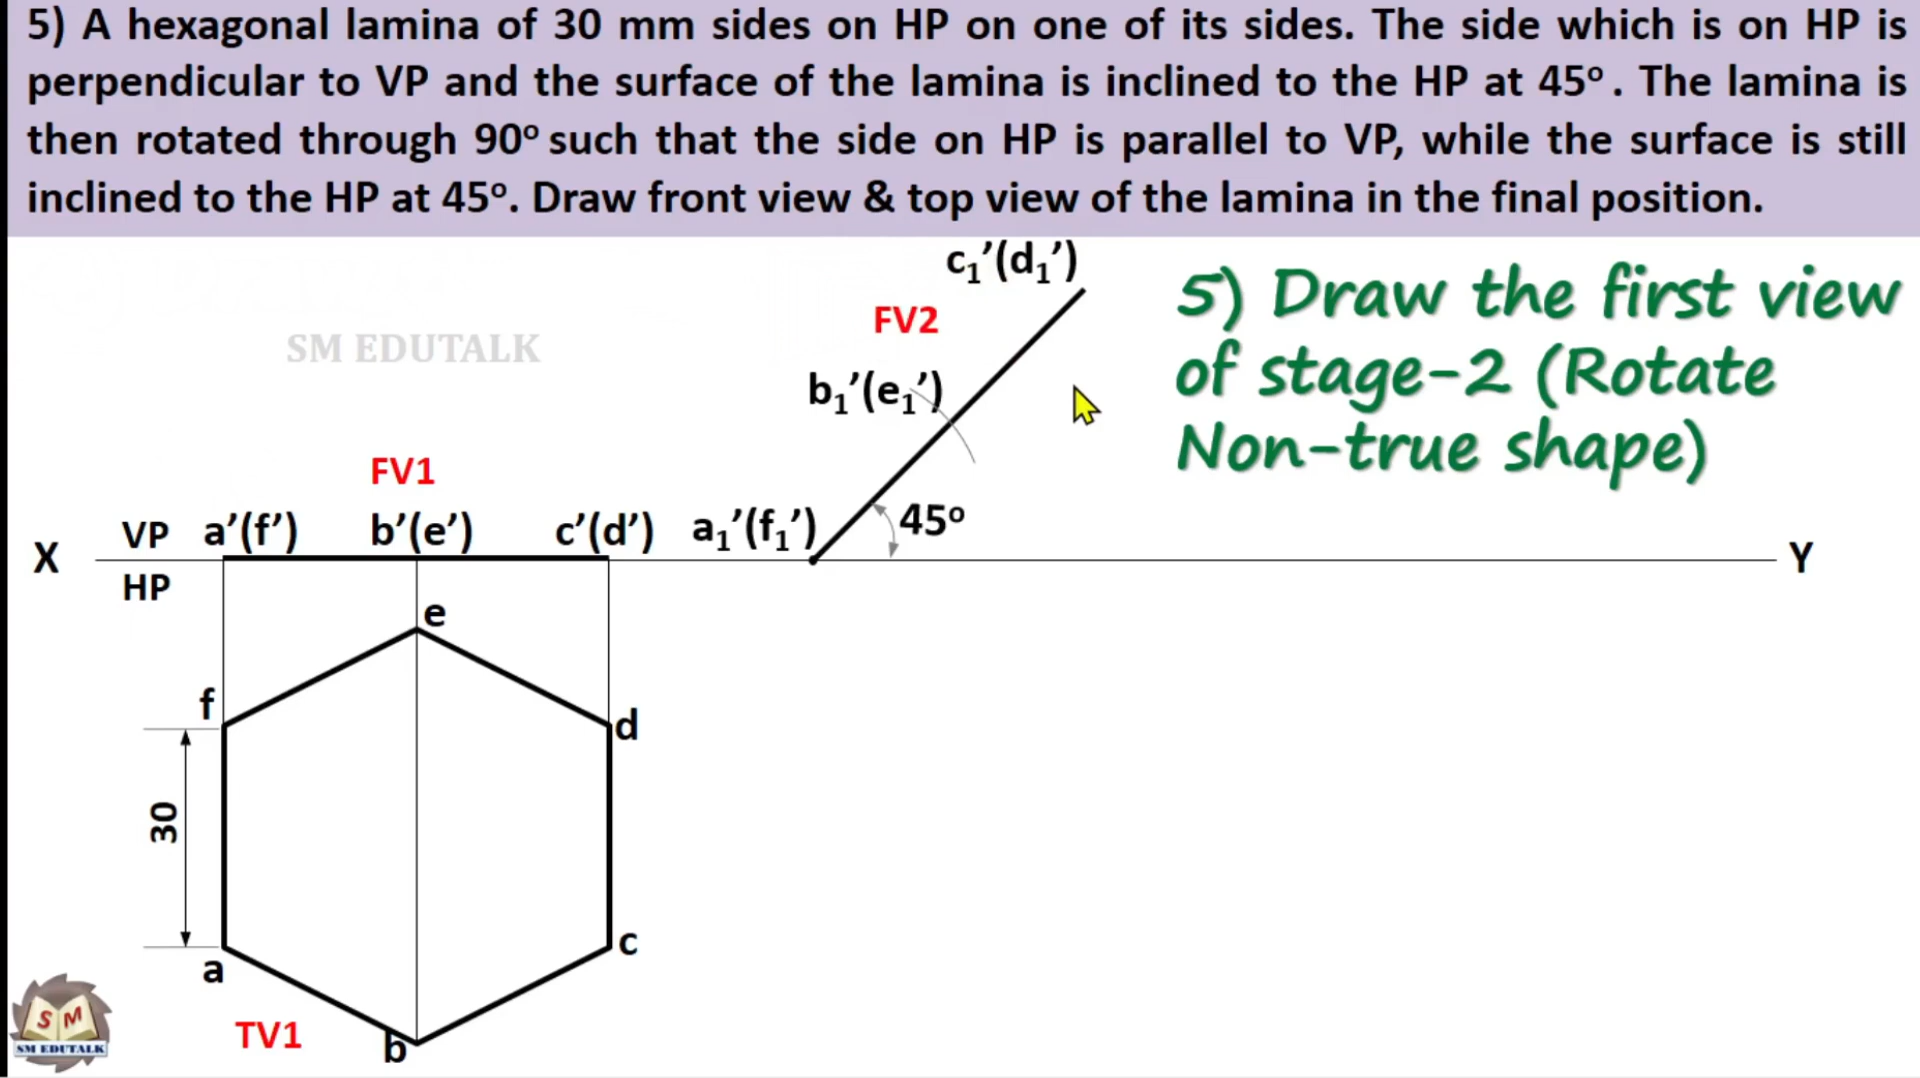 5) A hexagonal lamina of 30 mm sides on HP on one of its sides. The side which is on HP is
perpendicular to VP and the surface of the lamina is inclined to the HP at 45º . The lamina is
then rotated through 90º such that the side on HP is parallel to VP, while the surface is still
inclined to the HP at 45º. Draw front view & top view of the lamina in the final position.
c₁’(d₁’)
5) Draw the first view
of stage-2 (Rotate
Non-true shape)
FV2
SM EDUTALK
b₁’(e₁’)
FV1
VP a’(f’) b’(e’) c’(d’) a₁’(f₁’) 45º
X Y
HP
e
f
d
30
c
a
TV1
b
S M
SM EDUTALK